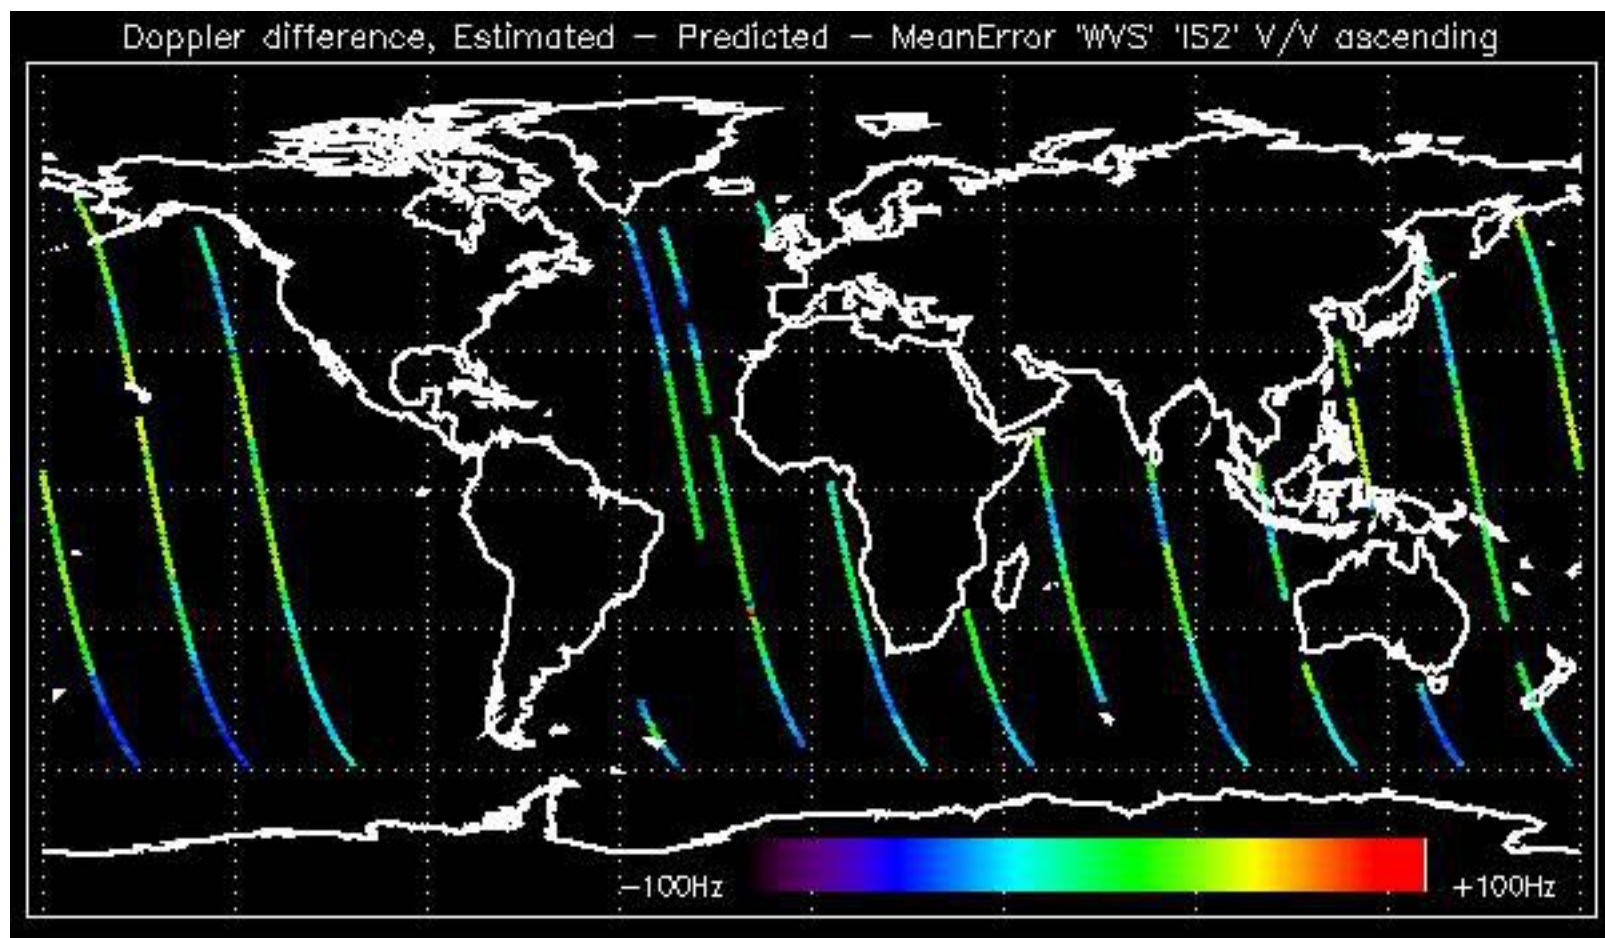 Doppler difference, Estimated - Predicted - MeanError 'WVS' 'IS2' V/V ascending
-100Hz +100Hz